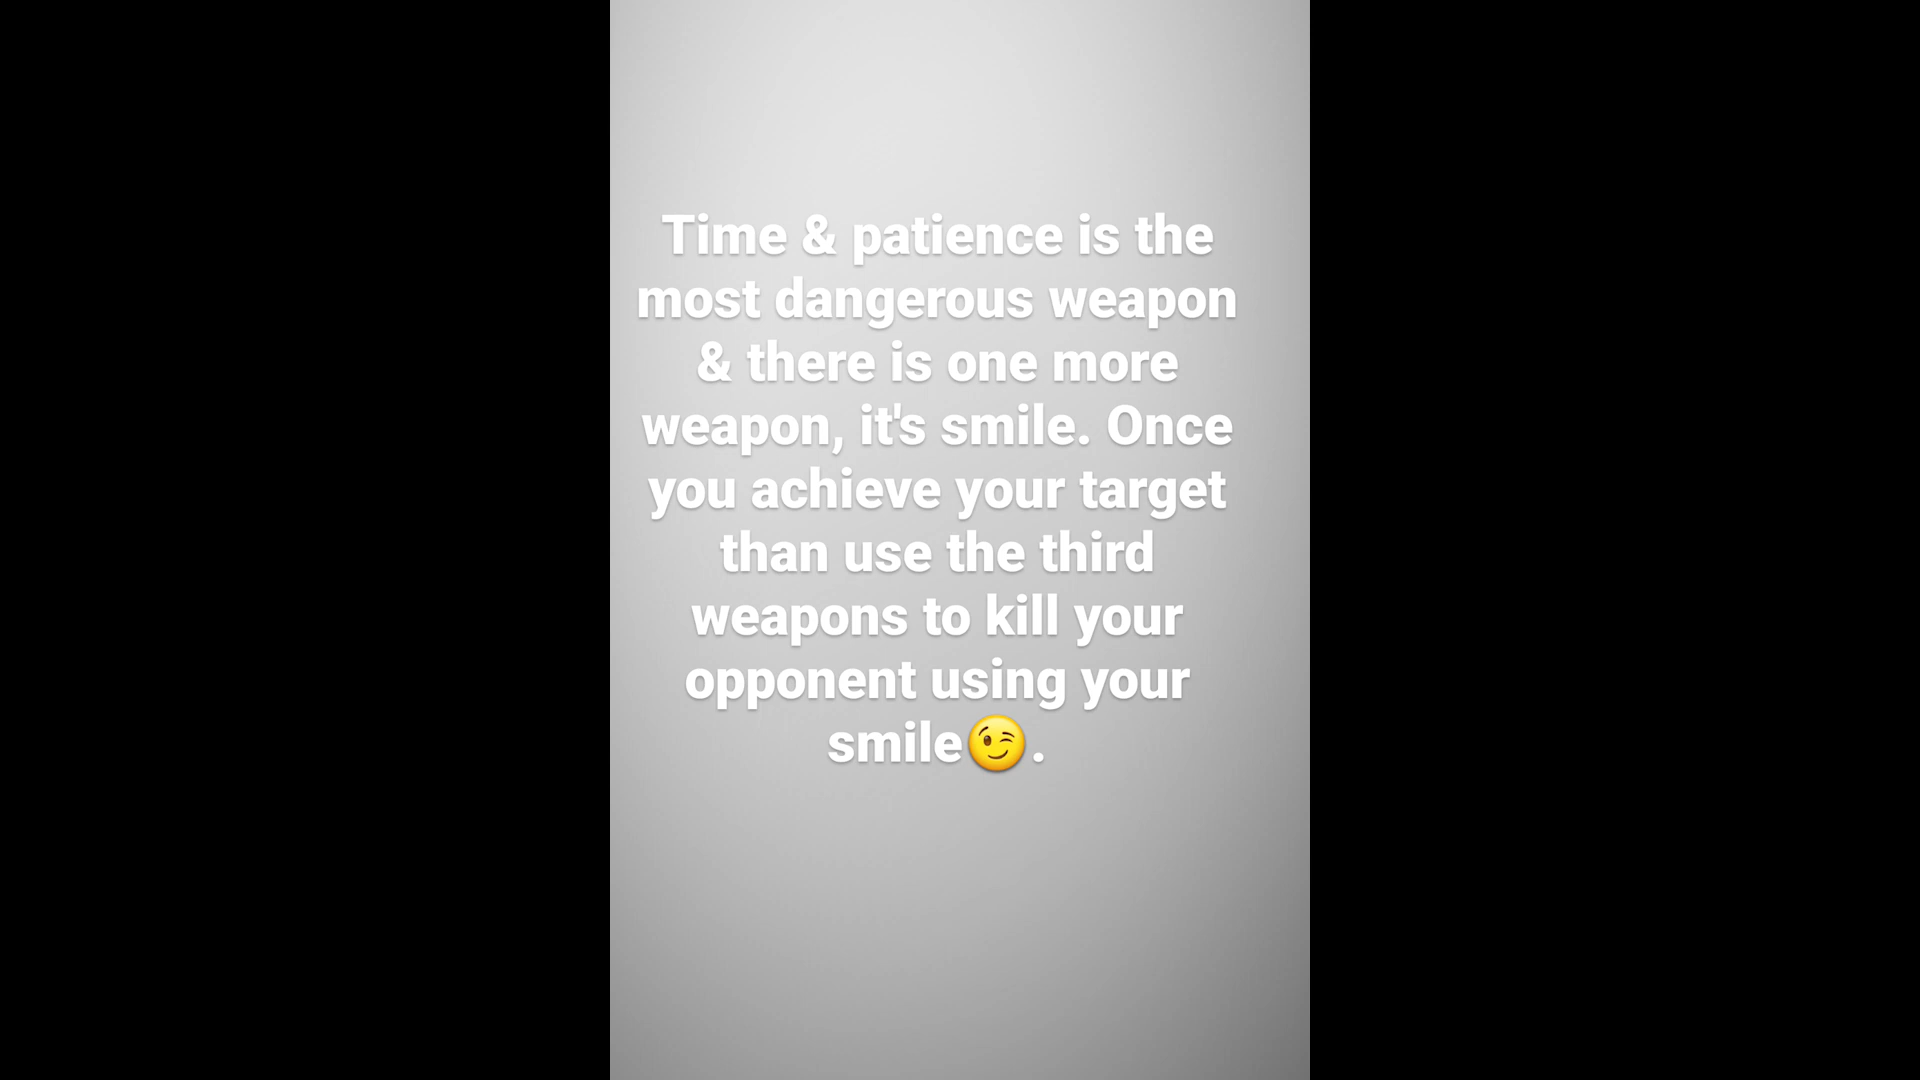 Time & patience is the
most dangerous weapon
& there is one more
weapon, it's smile. Once
you achieve your target
than use the third
weapons to kill your
opponent using your
smile😉.